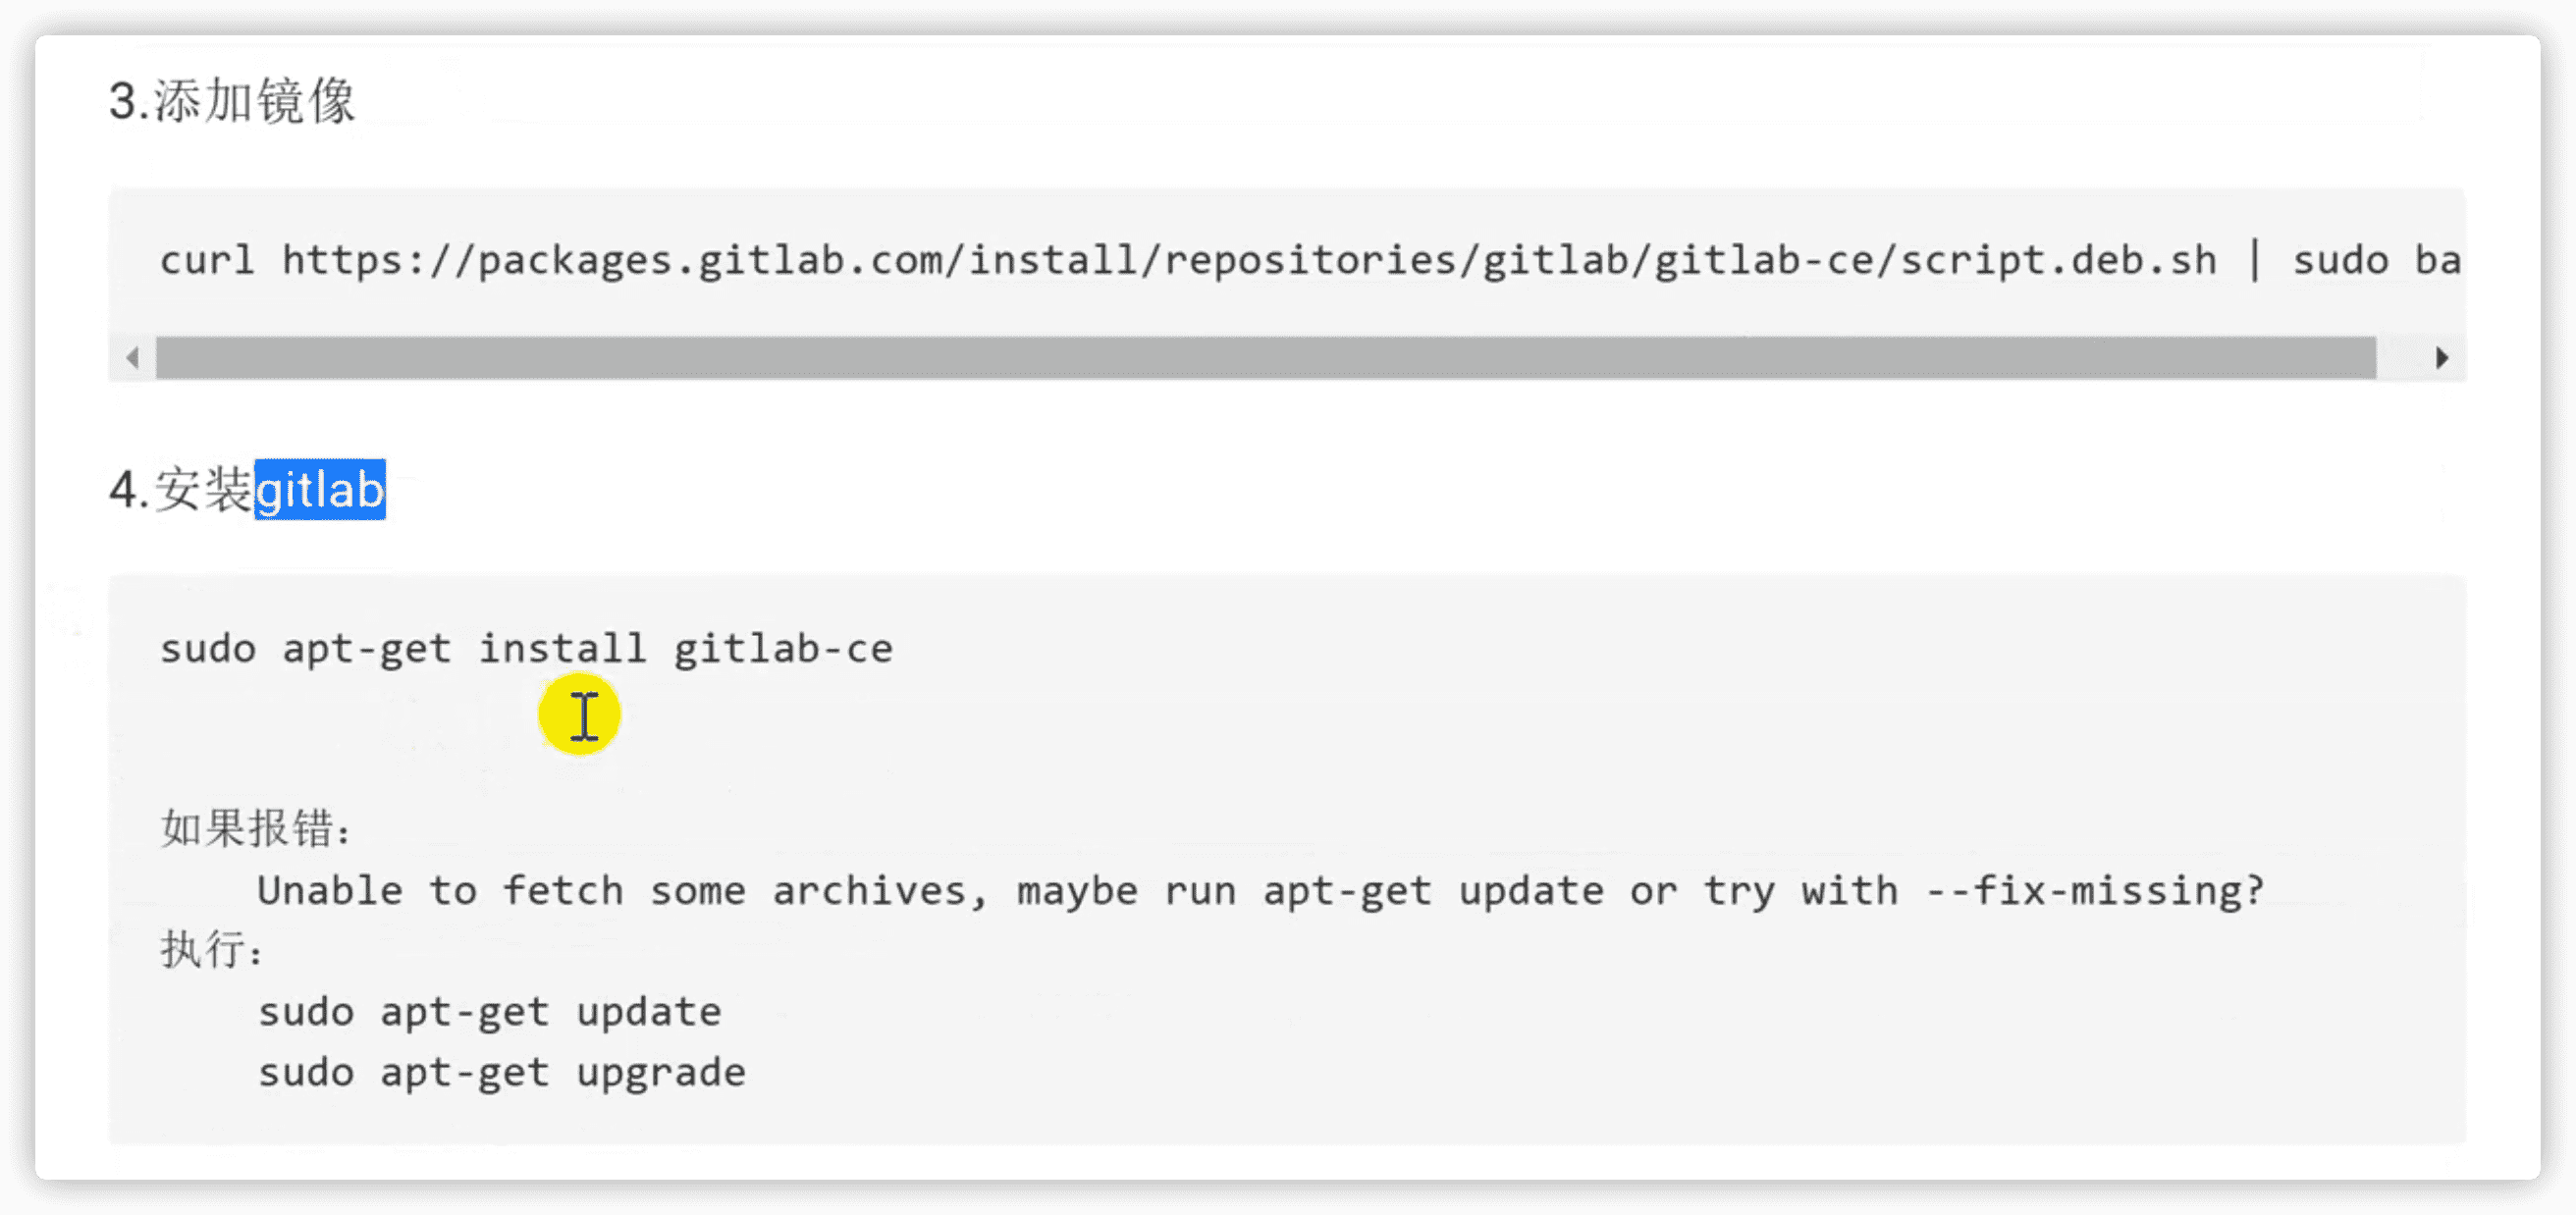 3.添加镜像
curl https://packages.gitlab.com/install/repositories/gitlab/gitlab-ce/script.deb.sh | sudo ba
4.安装gitlab
sudo apt-get install gitlab-ce
如果报错：
Unable to fetch some archives, maybe run apt-get update or try with --fix-missing?
执行：
sudo apt-get update
sudo apt-get upgrade